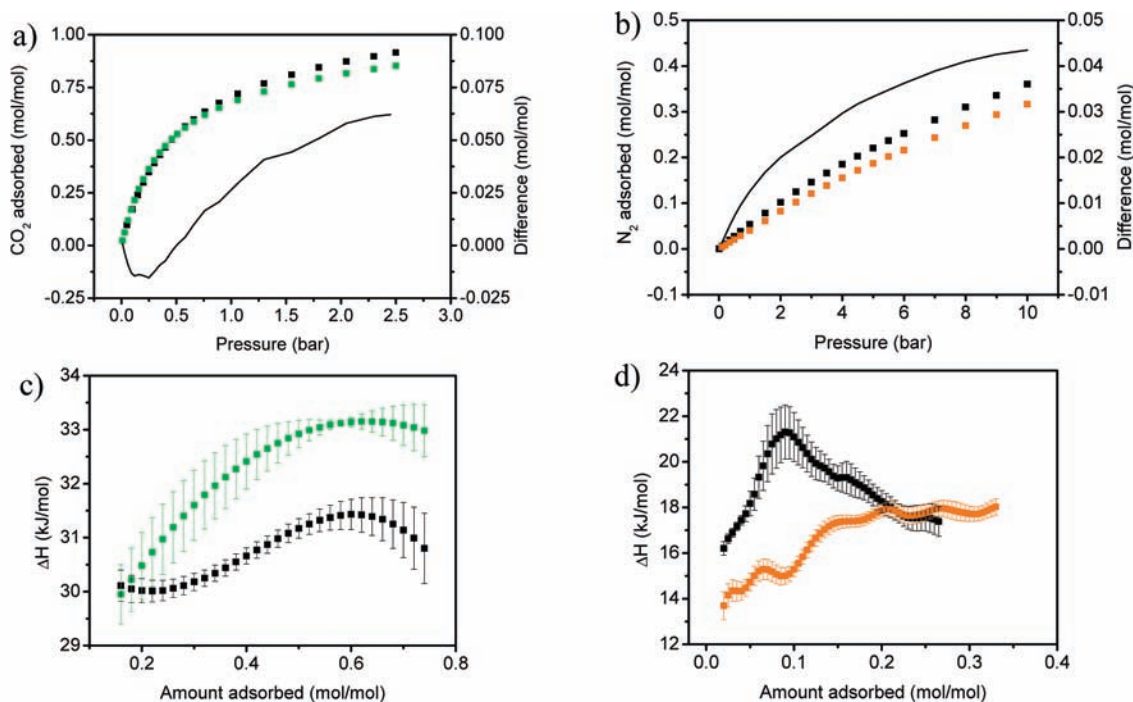 a)
1.00
0.75
0.50
0.25
0.00
-0.25
CO2 adsorbed (mol/mol)
0.100
0.075
0.050
0.025
0.000
-0.025
Difference (mol/mol)
0.0 0.5 1.0 1.5 2.0 2.5 3.0
Pressure (bar)
b)
0.5
0.4
0.3
0.2
0.1
0.0
-0.1
N2 adsorbed (mol/mol)
0.05
0.04
0.03
0.02
0.01
0.00
-0.01
Difference (mol/mol)
0 2 4 6 8 10
Pressure (bar)
c)
34
33
32
31
30
29
ΔH (kJ/mol)
0.2 0.4 0.6 0.8
Amount adsorbed (mol/mol)
d)
24
22
20
18
16
14
12
ΔH (kJ/mol)
0.0 0.1 0.2 0.3 0.4
Amount adsorbed (mol/mol)